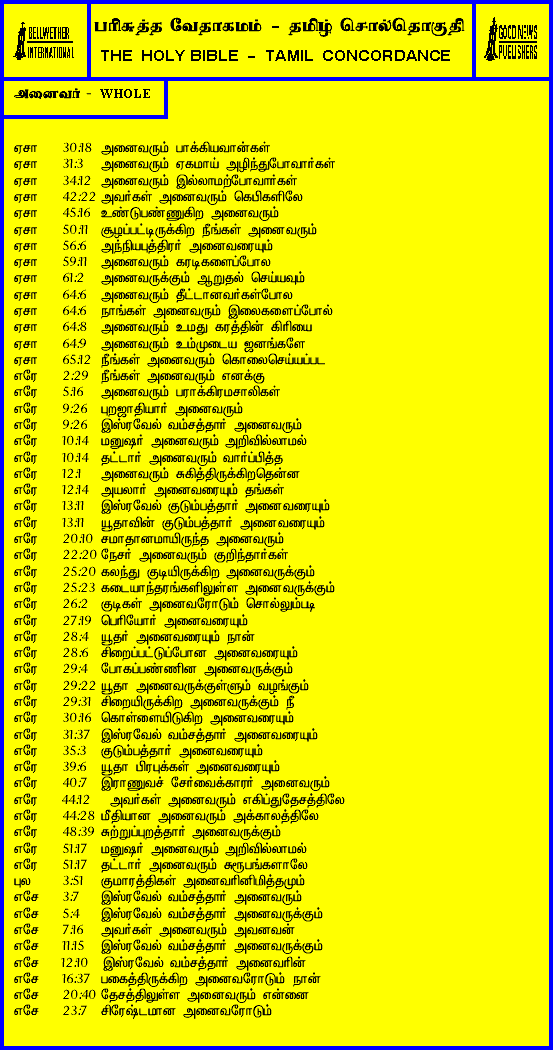 BELLWETHER
INTERNATIONAL
பரிசுத்த வேதாகமம் - தமிழ் சொல்தொகுதி
THE HOLY BIBLE - TAMIL CONCORDANCE
GOOD NEWS
PUBLISHERS
அனைவர் - WHOLE
ஏசா 30:18 அனைவரும் பாக்கியவான்கள்
ஏசா 31:3 அனைவரும் ஏகமாய் அழிந்துபோவார்கள்
ஏசா 34:12 அனைவரும் இல்லாமற்போவார்கள்
ஏசா 42:22 அவர்கள் அனைவரும் கெபிகளிலே
ஏசா 45:16 உண்டுபண்ணுகிற அனைவரும்
ஏசா 50:11 சூழப்பட்டிருக்கிற நீங்கள் அனைவரும்
ஏசா 56:6 அந்நியபுத்திரர் அனைவரையும்
ஏசா 59:11 அனைவரும் கரடிகளைப்போல
ஏசா 61:2 அனைவருக்கும் ஆறுதல் செய்யவும்
ஏசா 64:6 அனைவரும் தீட்டானவர்கள்போல
ஏசா 64:6 நாங்கள் அனைவரும் இலைகளைப்போல்
ஏசா 64:8 அனைவரும் உமது கரத்தின் கிரியை
ஏசா 64:9 அனைவரும் உம்முடைய ஜனங்களே
ஏசா 65:12 நீங்கள் அனைவரும் கொலைசெய்யப்பட
எரே 2:29 நீங்கள் அனைவரும் எனக்கு
எரே 5:16 அனைவரும் பராக்கிரமசாலிகள்
எரே 9:26 புறஜாதியார் அனைவரும்
எரே 9:26 இஸ்ரவேல் வம்சத்தார் அனைவரும்
எரே 10:14 மனுஷர் அனைவரும் அறிவில்லாமல்
எரே 10:14 தட்டார் அனைவரும் வார்ப்பித்த
எரே 12:1 அனைவரும் சுகித்திருக்கிறதென்ன
எரே 12:14 அயலார் அனைவரையும் தங்கள்
எரே 13:11 இஸ்ரவேல் குடும்பத்தார் அனைவரையும்
எரே 13:11 யூதாவின் குடும்பத்தார் அனைவரையும்
எரே 20:10 சமாதானமாயிருந்த அனைவரும்
எரே 22:20 நேசர் அனைவரும் குறிந்தார்கள்
எரே 25:20 கலந்து குடியிருக்கிற அனைவருக்கும்
எரே 25:23 கடையாந்தரங்களிலுள்ள அனைவருக்கும்
எரே 26:2 குடிகள் அனைவரோடும் சொல்லும்படி
எரே 27:19 பெரியோர் அனைவரையும்
எரே 28:4 யூதர் அனைவரையும் நான்
எரே 28:6 சிறைப்பட்டுப்போன அனைவரையும்
எரே 29:4 போகப்பண்ணின அனைவருக்கும்
எரே 29:22 யூதா அனைவருக்குள்ளும் வழங்கும்
எரே 29:31 சிறையிருக்கிற அனைவருக்கும் நீ
எரே 30:16 கொள்ளையிடுகிற அனைவரையும்
எரே 31:37 இஸ்ரவேல் வம்சத்தார் அனைவரையும்
எரே 35:3 குடும்பத்தார் அனைவரையும்
எரே 39:6 யூதா பிரபுக்கள் அனைவரையும்
எரே 40:7 இராணுவச் சேர்வைக்காரர் அனைவரும்
எரே 44:12 அவர்கள் அனைவரும் எகிப்துதேசத்திலே
எரே 44:28 மீதியான அனைவரும் அக்காலத்திலே
எரே 48:39 சுற்றுப்புறத்தார் அனைவருக்கும்
எரே 51:17 மனுஷர் அனைவரும் அறிவில்லாமல்
எரே 51:17 தட்டார் அனைவரும் சுரூபங்களாலே
புல 3:51 குமாரத்திகள் அனைவரினிமித்தமும்
எசே 3:7 இஸ்ரவேல் வம்சத்தார் அனைவரும்
எசே 5:4 இஸ்ரவேல் வம்சத்தார் அனைவருக்கும்
எசே 7:16 அவர்கள் அனைவரும் அவனவன்
எசே 11:15 இஸ்ரவேல் வம்சத்தார் அனைவருக்கும்
எசே 12:10 இஸ்ரவேல் வம்சத்தார் அனைவரின்
எசே 16:37 பகைத்திருக்கிற அனைவரோடும் நான்
எசே 20:40 தேசத்திலுள்ள அனைவரும் என்னை
எசே 23:7 சிரேஷ்டமான அனைவரோடும்